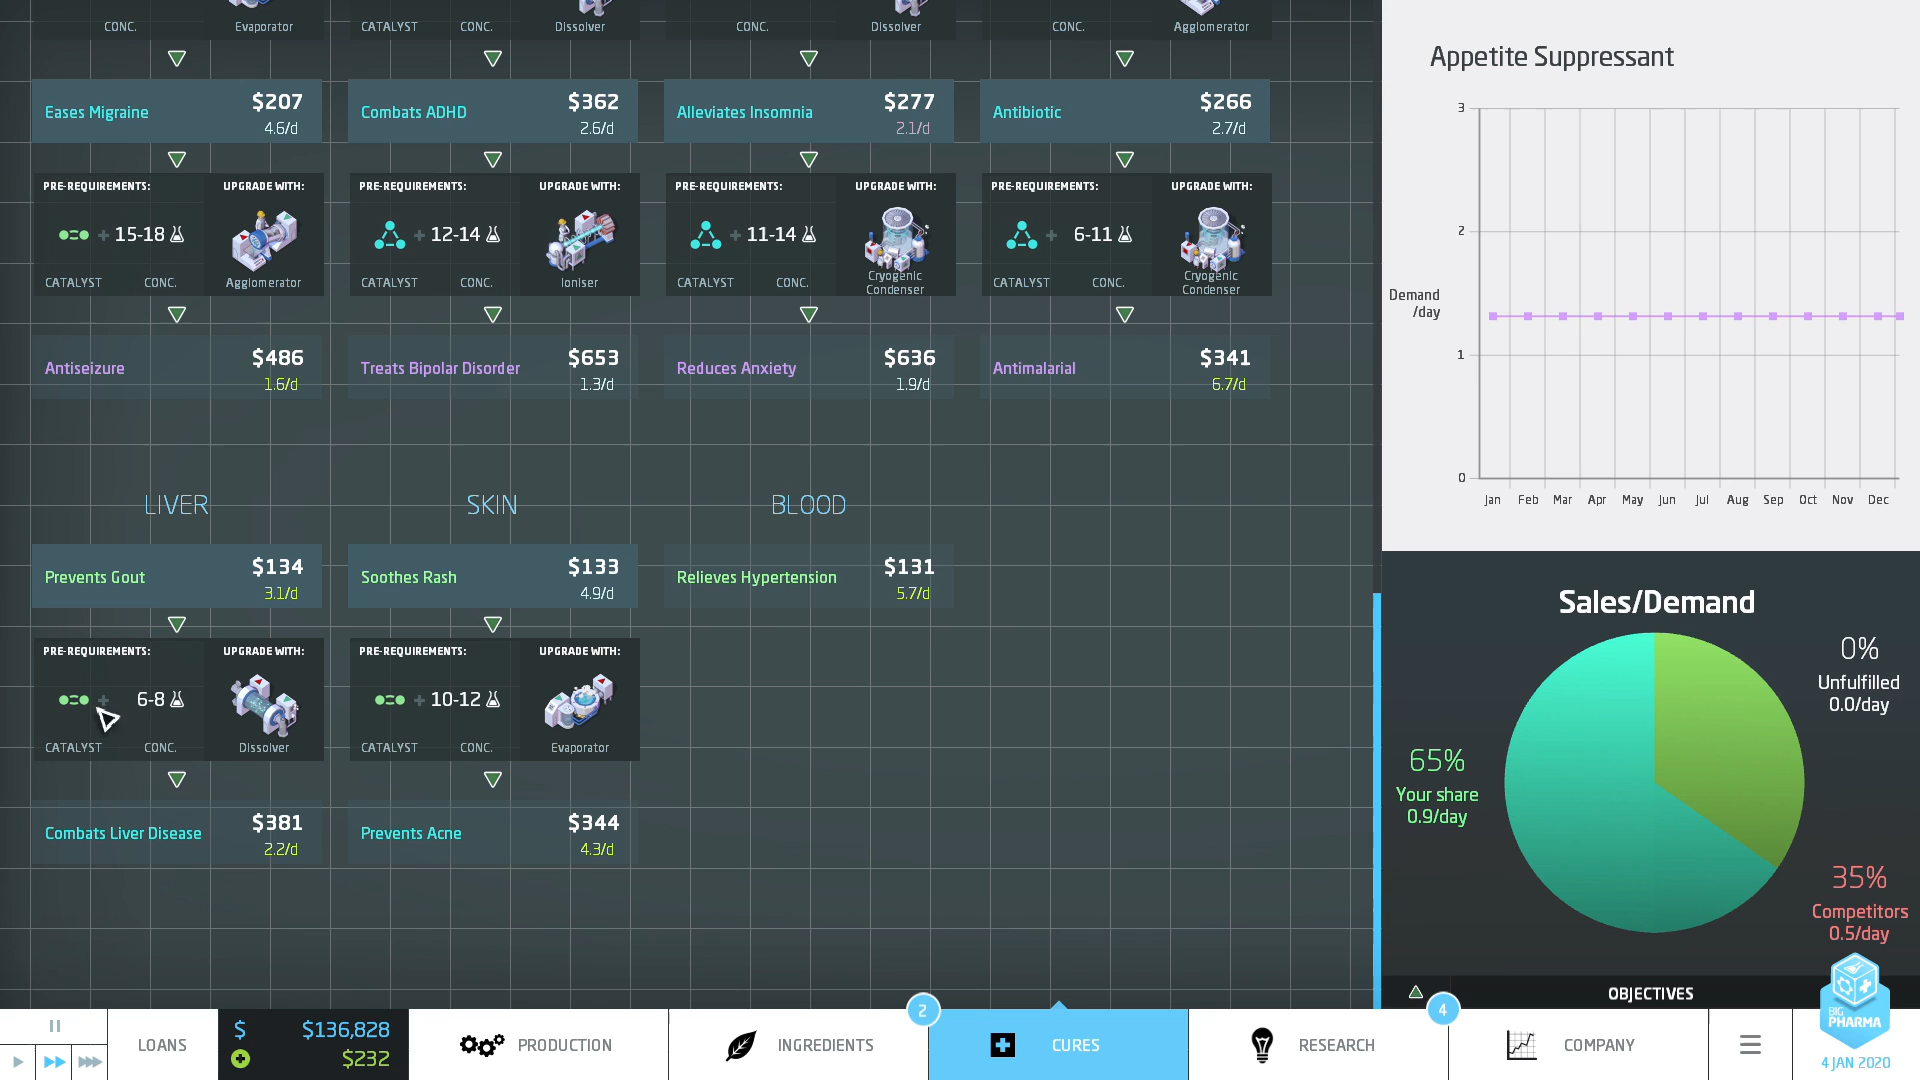 CONC.
Evaporator
CATALYST
CONC.
Dissolver
CONC.
Dissolver
CONC.
Agglomerator
Eases Migraine
$207
4.6/d
Combats ADHD
$362
2.6/d
Alleviates Insomnia
$277
2.1/d
Antibiotic
$266
2.7/d
PRE-REQUIREMENTS:
UPGRADE WITH:
+ 15-18
CATALYST
CONC.
Agglomerator
PRE-REQUIREMENTS:
UPGRADE WITH:
+ 12-14
CATALYST
CONC.
Ioniser
PRE-REQUIREMENTS:
UPGRADE WITH:
+ 11-14
CATALYST
CONC.
Cryogenic
Condenser
PRE-REQUIREMENTS:
UPGRADE WITH:
+ 6-11
CATALYST
CONC.
Cryogenic
Condenser
Antiseizure
$486
1.6/d
Treats Bipolar Disorder
$653
1.3/d
Reduces Anxiety
$636
1.9/d
Antimalarial
$341
6.7/d
LIVER
SKIN
BLOOD
Prevents Gout
$134
3.1/d
Soothes Rash
$133
4.9/d
Relieves Hypertension
$131
5.7/d
PRE-REQUIREMENTS:
UPGRADE WITH:
+ 6-8
CATALYST
CONC.
Dissolver
PRE-REQUIREMENTS:
UPGRADE WITH:
+ 10-12
CATALYST
CONC.
Evaporator
Combats Liver Disease
$381
2.2/d
Prevents Acne
$344
4.3/d
Appetite Suppressant
3
2
1
0
Demand
/day
Jan Feb Mar Apr May Jun Jul Aug Sep Oct Nov Dec
Sales/Demand
0%
Unfulfilled
0.0/day
65%
Your share
0.9/day
35%
Competitors
0.5/day
OBJECTIVES
LOANS
$ $136,828
$232
PRODUCTION
INGREDIENTS
2
CURES
RESEARCH
4
COMPANY
BIG
PHARMA
4 JAN 2020